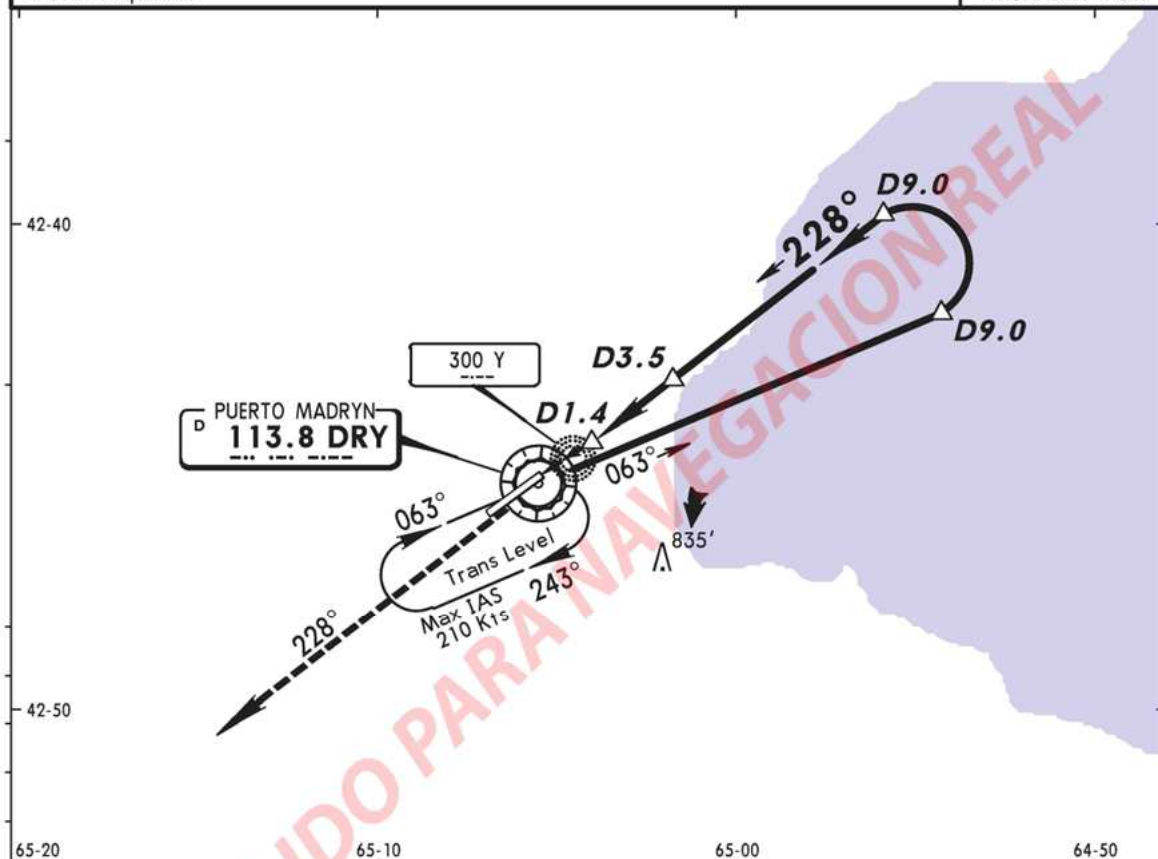 D9.0
228°
42-40
D9.0
D3.5
300 Y
-.--
D1.4
PUERTO MADRYN
D 113.8 DRY
-.. .-. -.--
063°
063°
835'
Trans Level
243°
Max IAS
210 Kts
228°
42-50
65-20
65-10
65-00
64-50
NDO PARA NAVEGACION REAL